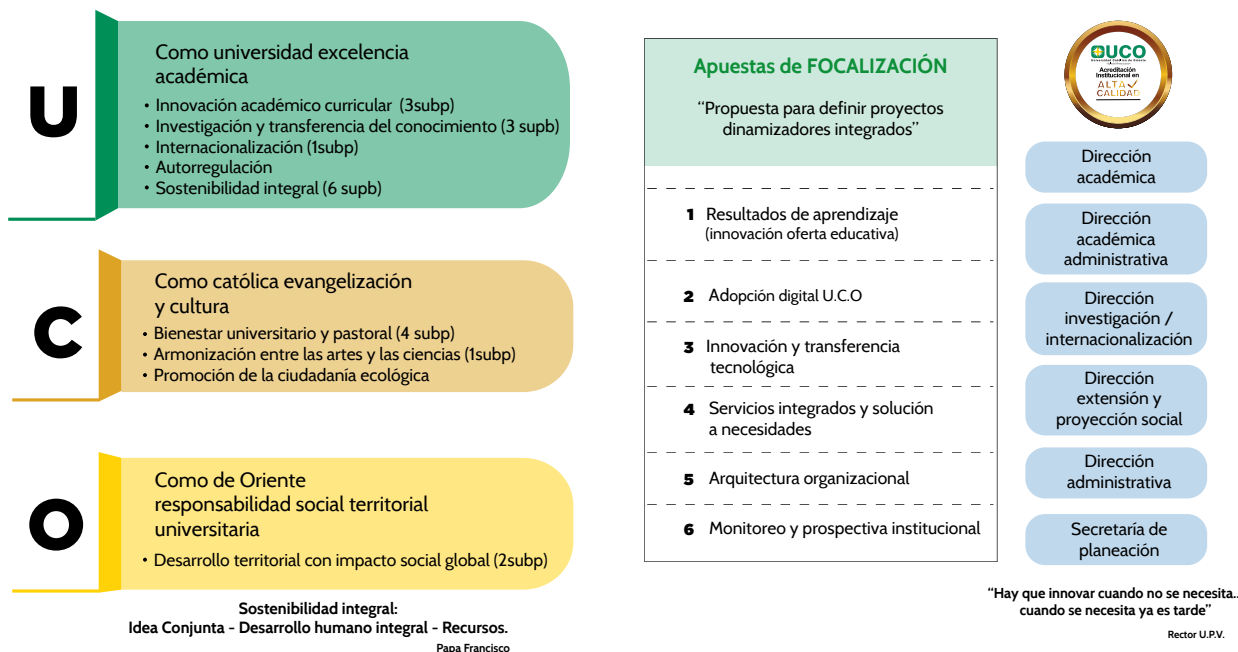 U
Como universidad excelencia
académica
• Innovación académico curricular (3subp)
• Investigación y transferencia del conocimiento (3 supb)
• Internacionalización (1subp)
• Autorregulación
• Sostenibilidad integral (6 supb)
C
Como católica evangelización
y cultura
• Bienestar universitario y pastoral (4 subp)
• Armonización entre las artes y las ciencias (1subp)
• Promoción de la ciudadanía ecológica
O
Como de Oriente
responsabilidad social territorial
universitaria
• Desarrollo territorial con impacto social global (2subp)
Sostenibilidad integral:
Idea Conjunta - Desarrollo humano integral - Recursos.
Papa Francisco
Apuestas de FOCALIZACIÓN
“Propuesta para definir proyectos
dinamizadores integrados”
1 Resultados de aprendizaje
(innovación oferta educativa)
2 Adopción digital U.C.O
3 Innovación y transferencia
tecnológica
4 Servicios integrados y solución
a necesidades
5 Arquitectura organizacional
6 Monitoreo y prospectiva institucional
UCO
Universidad Católica de Oriente
Acreditación
Institucional en
ALTA
CALIDAD
Dirección
académica
Dirección
académica
administrativa
Dirección
investigación /
internacionalización
Dirección
extensión y
proyección social
Dirección
administrativa
Secretaría de
planeación
“Hay que innovar cuando no se necesita..
cuando se necesita ya es tarde”
Rector U.P.V.